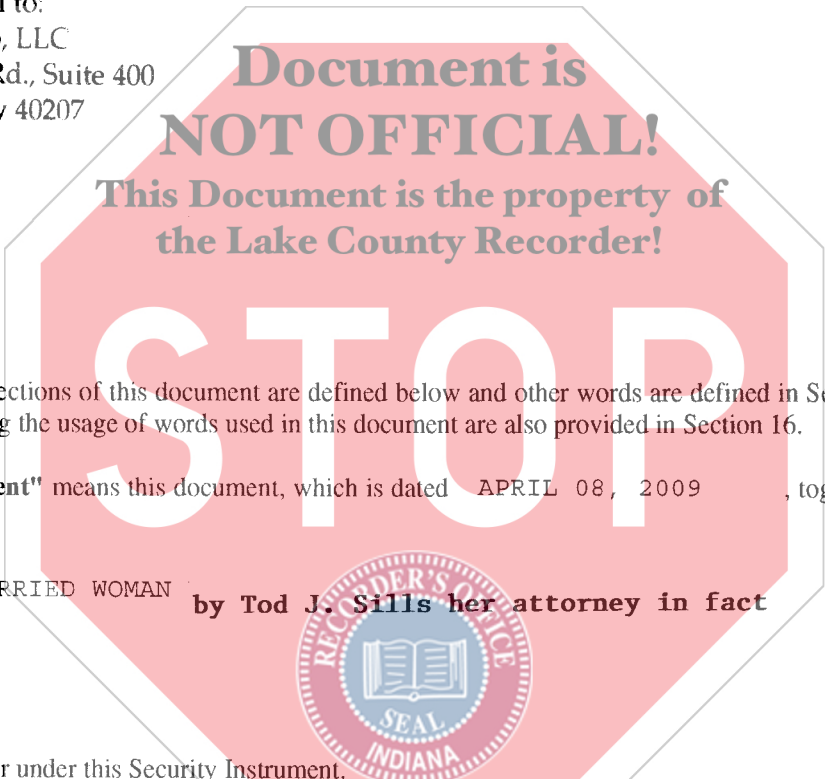 to:
, LLC
Rd., Suite 400
40207
Document is
NOT OFFICIAL!
This Document is the property of
the Lake County Recorder!
STOP
ections of this document are defined below and other words are defined in Se
g the usage of words used in this document are also provided in Section 16.
ent" means this document, which is dated APRIL 08, 2009 , tog
RRIED WOMAN by Tod J. Sills her attorney in fact
RECORDER'S OFFICE
SEAL
INDIANA
r under this Security Instrument.